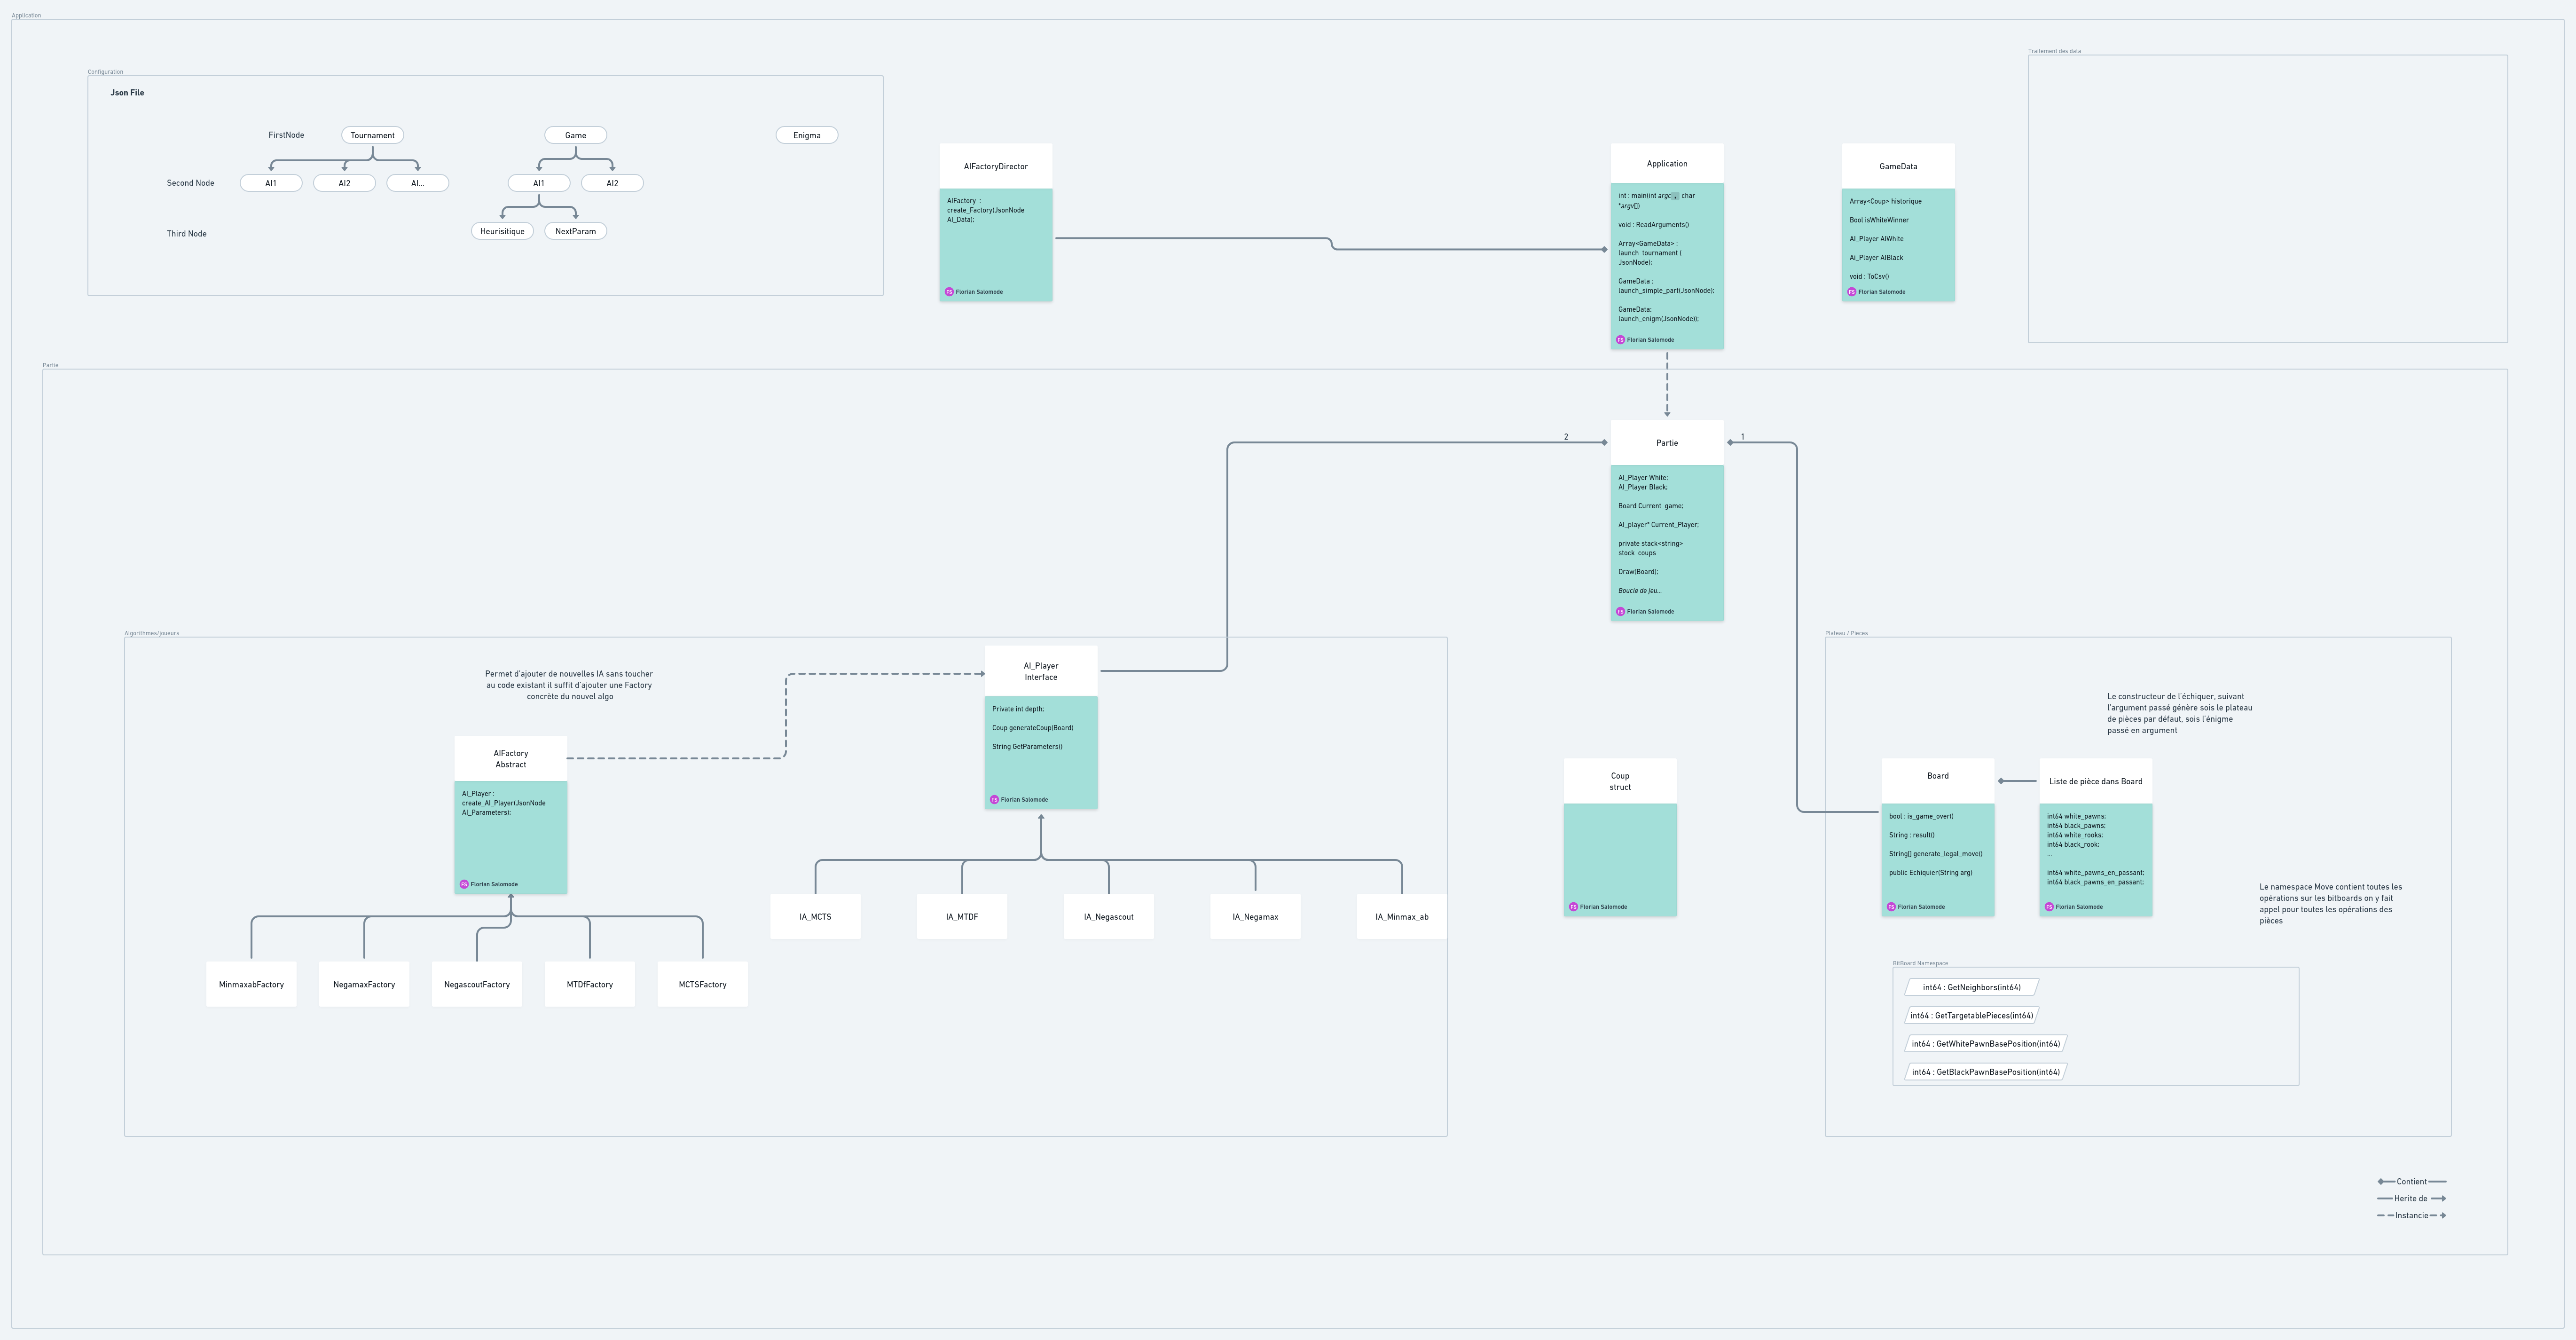 Application
Configuration
Json File
FirstNode
Tournament
Game
Enigma
Second Node
AI1
AI2
AI...
AI1
AI2
Third Node
Heurisitique
NextParam
AIFactoryDirector
AIFactory :
create_Factory(JsonNode
AI_Data);
FS Florian Salomode
Application
int : main(int argc , char
*argv[])
void : ReadArguments()
Array<GameData> :
launch_tournament (
JsonNode);
GameData :
launch_simple_part(JsonNode);
GameData:
launch_enigm(JsonNode));
FS Florian Salomode
GameData
Array<Coup> historique
Bool isWhiteWinner
AI_Player AIWhite
Ai_Player AIBlack
void : ToCsv()
FS Florian Salomode
Traitement des data
Partie
2
Partie
1
AI_Player White;
AI_Player Black;
Board Current_game;
AI_player* Current_Player;
private stack<string>
stock_coups
Draw(Board);
Boucle de jeu...
FS Florian Salomode
Algorithmes/joueurs
Permet d'ajouter de nouvelles IA sans toucher
au code existant il suffit d'ajouter une Factory
concrète du nouvel algo
AI_Player
Interface
Private int depth;
Coup generateCoup(Board)
String GetParameters()
FS Florian Salomode
AIFactory
Abstract
AI_Player :
create_AI_Player(JsonNode
AI_Parameters);
FS Florian Salomode
IA_MCTS
IA_MTDF
IA_Negascout
IA_Negamax
IA_Minmax_ab
MinmaxabFactory
NegamaxFactory
NegascoutFactory
MTDfFactory
MCTSFactory
Coup
struct
FS Florian Salomode
Plateau / Pieces
Le constructeur de l'échiquer, suivant
l'argument passé génère sois le plateau
de pièces par défaut, sois l'énigme
passé en argument
Board
bool : is_game_over()
String : result()
String[] generate_legal_move()
public Echiquier(String arg)
FS Florian Salomode
Liste de pièce dans Board
int64 white_pawns;
int64 black_pawns;
int64 white_rooks;
int64 black_rook;
...
int64 white_pawns_en_passant;
int64 black_pawns_en_passant;
FS Florian Salomode
Le namespace Move contient toutes les
opérations sur les bitboards on y fait
appel pour toutes les opérations des
pièces
BitBoard Namespace
int64 : GetNeighbors(int64)
int64 : GetTargetablePieces(int64)
int64 : GetWhitePawnBasePosition(int64)
int64 : GetBlackPawnBasePosition(int64)
Contient
Herite de
Instancie